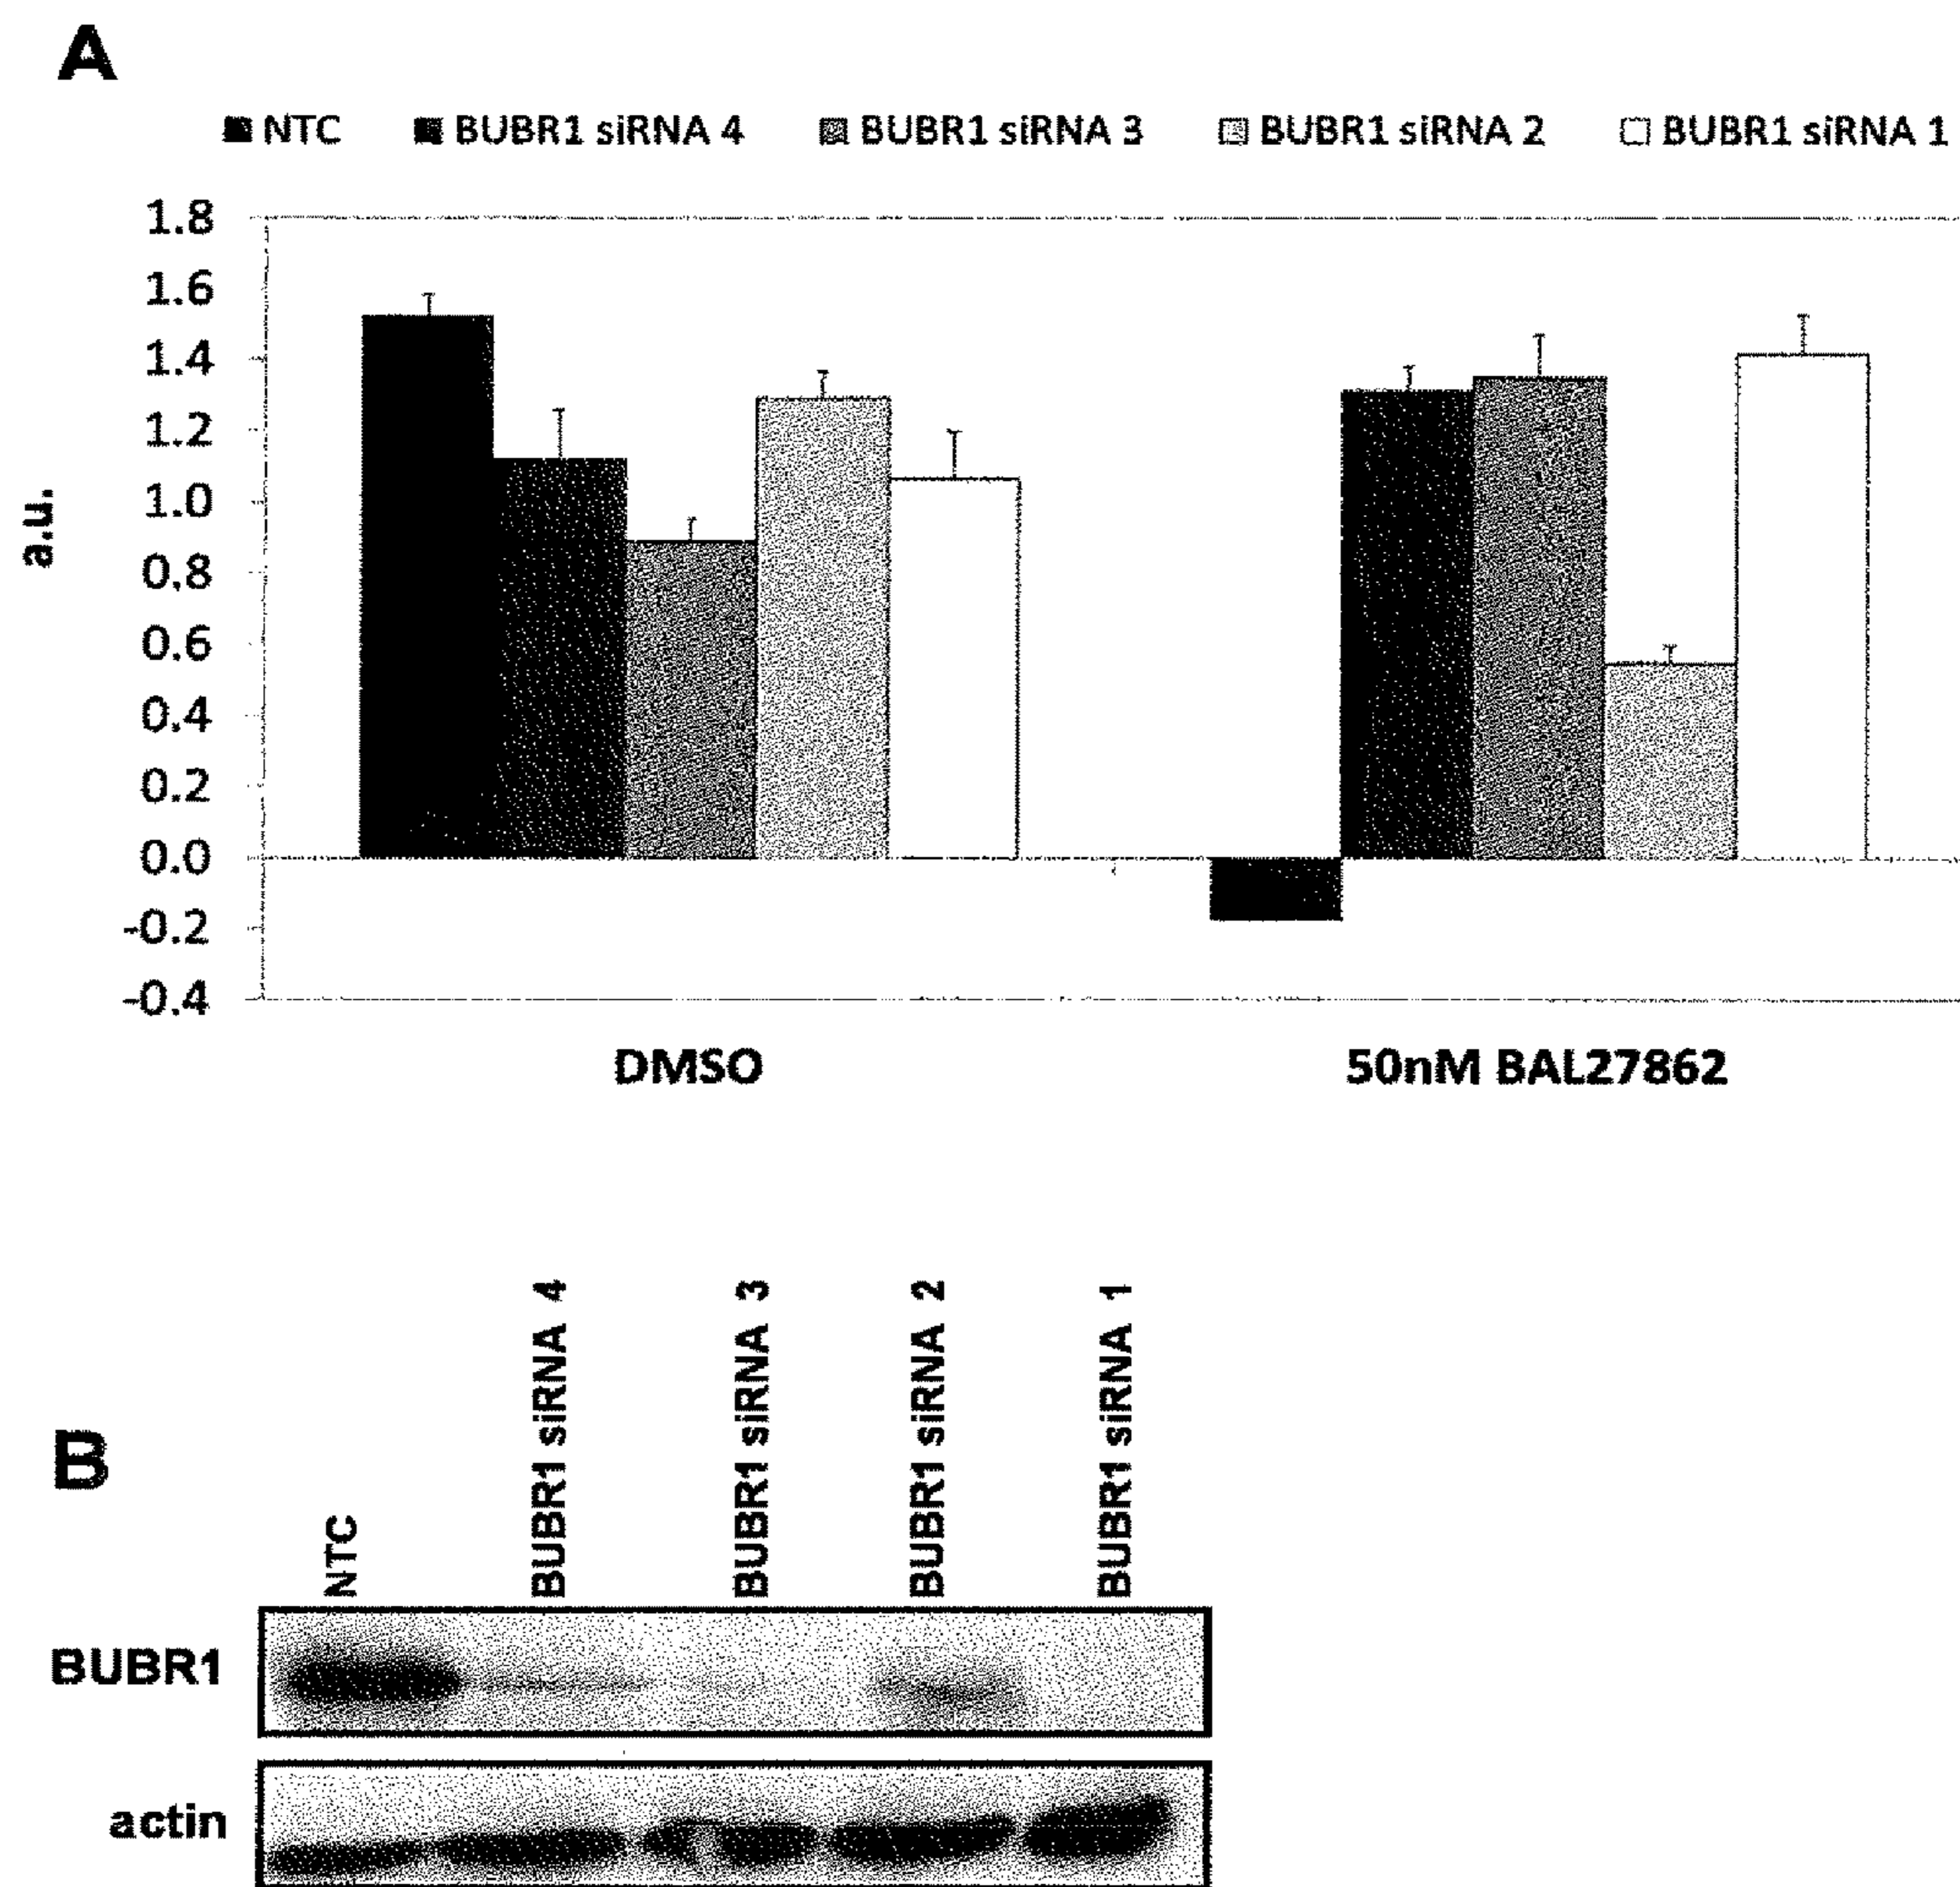 A
NTC BUBR1 siRNA 4 BUBR1 siRNA 3 BUBR1 siRNA 2 BUBR1 siRNA 1
1.8
1.6
1.4
1.2
1.0
0.8
0.6
0.4
0.2
0.0
-0.2
-0.4
a.u.
DMSO 50nM BAL27862
B
NTC
BUBR1 siRNA 4
BUBR1 siRNA 3
BUBR1 siRNA 2
BUBR1 siRNA 1
BUBR1
actin